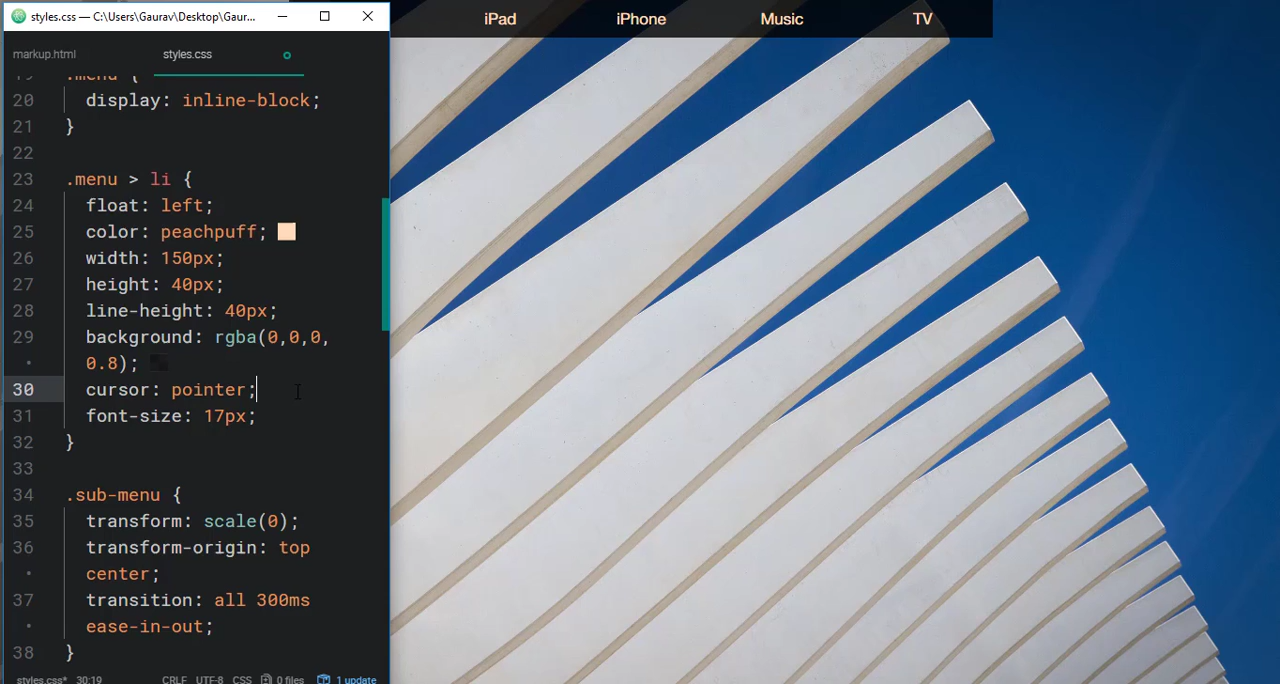 styles.css — C:\Users\Gaurav\Desktop\Gaur...
iPad iPhone Music TV
markup.html styles.css
19 .menu {
20 display: inline-block;
21 }
22
23 .menu > li {
24 float: left;
25 color: peachpuff;
26 width: 150px;
27 height: 40px;
28 line-height: 40px;
29 background: rgba(0,0,0,
· 0.8);
30 cursor: pointer;
31 font-size: 17px;
32 }
33
34 .sub-menu {
35 transform: scale(0);
36 transform-origin: top
· center;
37 transition: all 300ms
· ease-in-out;
38 }
styles.css* 30:19 CRLF UTF-8 CSS 0 files 1 update